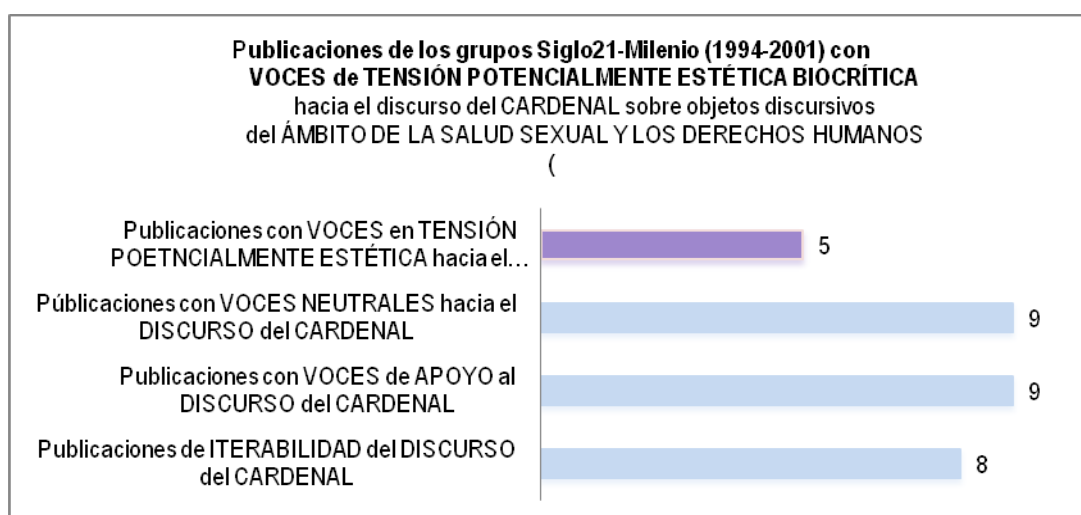 Publicaciones de los grupos Siglo21-Milenio (1994-2001) con
VOCES de TENSIÓN POTENCIALMENTE ESTÉTICA BIOCRÍTICA
hacia el discurso del CARDENAL sobre objetos discursivos
del ÁMBITO DE LA SALUD SEXUAL Y LOS DERECHOS HUMANOS
(
Publicaciones con VOCES en TENSIÓN
POETNCIALMENTE ESTÉTICA hacia el...
5
Públicaciones con VOCES NEUTRALES hacia el
DISCURSO del CARDENAL
9
Publicaciones con VOCES de APOYO al
DISCURSO del CARDENAL
9
Publicaciones de ITERABILIDAD del DISCURSO
del CARDENAL
8